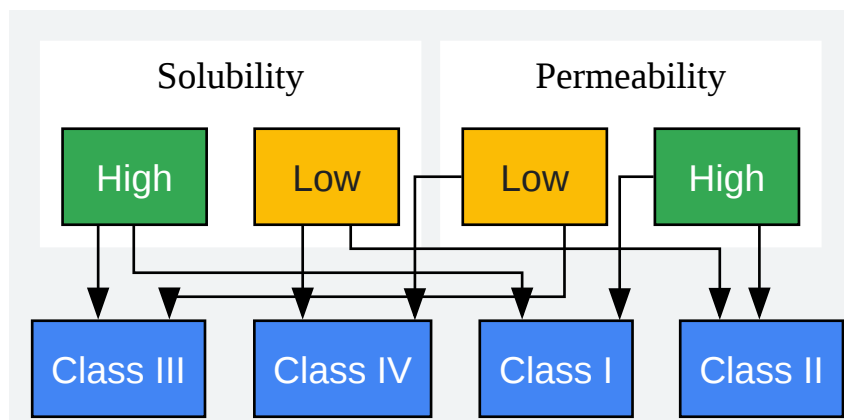 Solubility
Permeability
High
Low
Low
High
Class III
Class IV
Class I
Class II